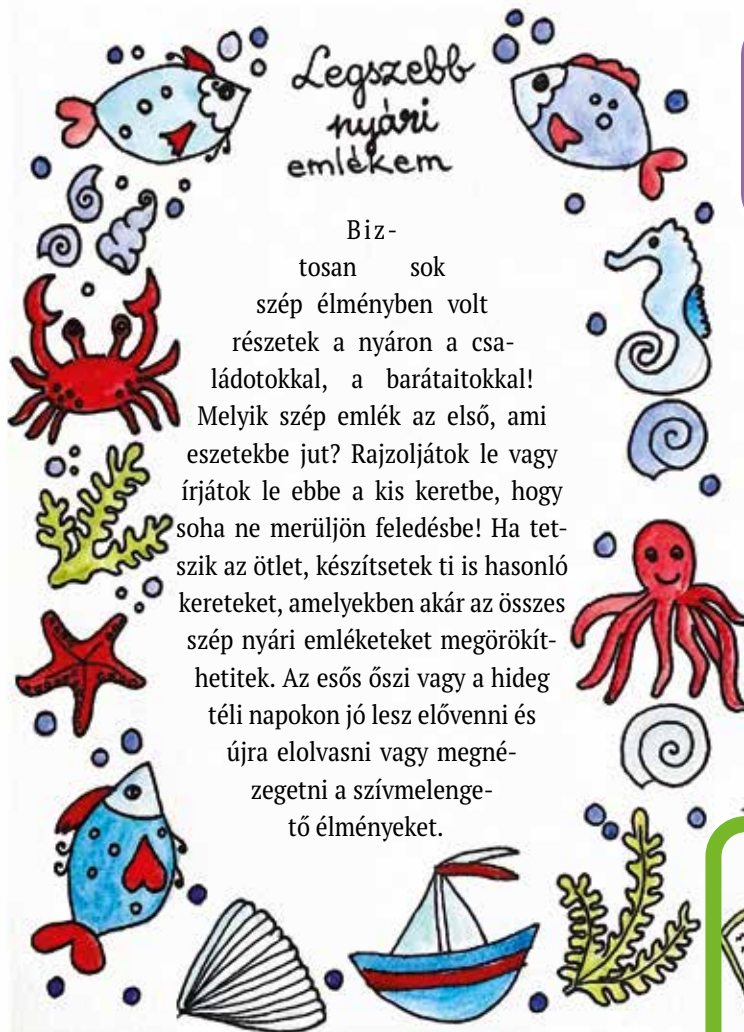 Legszebb
nyári
emlékem
Biz-
tosan sok
szép élményben volt
részetek a nyáron a csa-
ládotokkal, a barátaitokkal!
Melyik szép emlék az első, ami
eszetekbe jut? Rajzoljátok le vagy
írjátok le ebbe a kis keretbe, hogy
soha ne merüljön feledésbe! Ha tet-
szik az ötlet, készítsetek ti is hasonló
kereteket, amelyekben akár az összes
szép nyári emléketeket megörökít-
hetitek. Az esős őszi vagy a hideg
téli napokon jó lesz elővenni és
újra elolvasni vagy megné-
zegetni a szívmelenge-
tő élményeket.